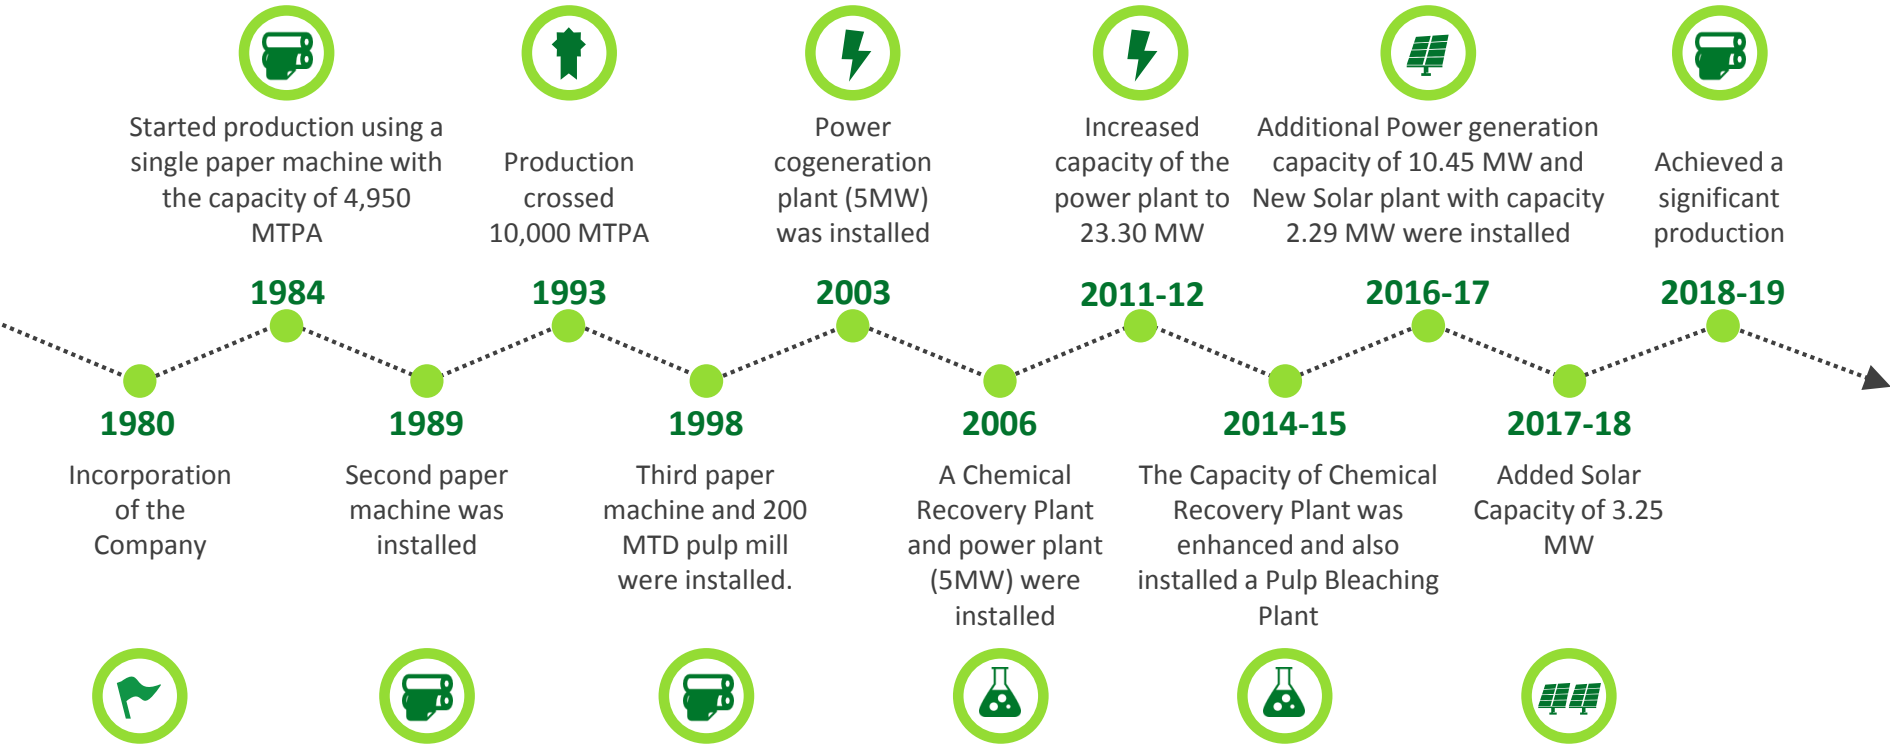 Started production using a
single paper machine with
the capacity of 4,950
MTPA
1984
Production
crossed
10,000 MTPA
1993
Power
cogeneration
plant (5MW)
was installed
2003
Increased
capacity of the
power plant to
23.30 MW
2011-12
Additional Power generation
capacity of 10.45 MW and
New Solar plant with capacity
2.29 MW were installed
2016-17
Achieved a
significant
production
2018-19
1980
Incorporation
of the
Company
1989
Second paper
machine was
installed
1998
Third paper
machine and 200
MTD pulp mill
were installed.
2006
A Chemical
Recovery Plant
and power plant
(5MW) were
installed
2014-15
The Capacity of Chemical
Recovery Plant was
enhanced and also
installed a Pulp Bleaching
Plant
2017-18
Added Solar
Capacity of 3.25
MW